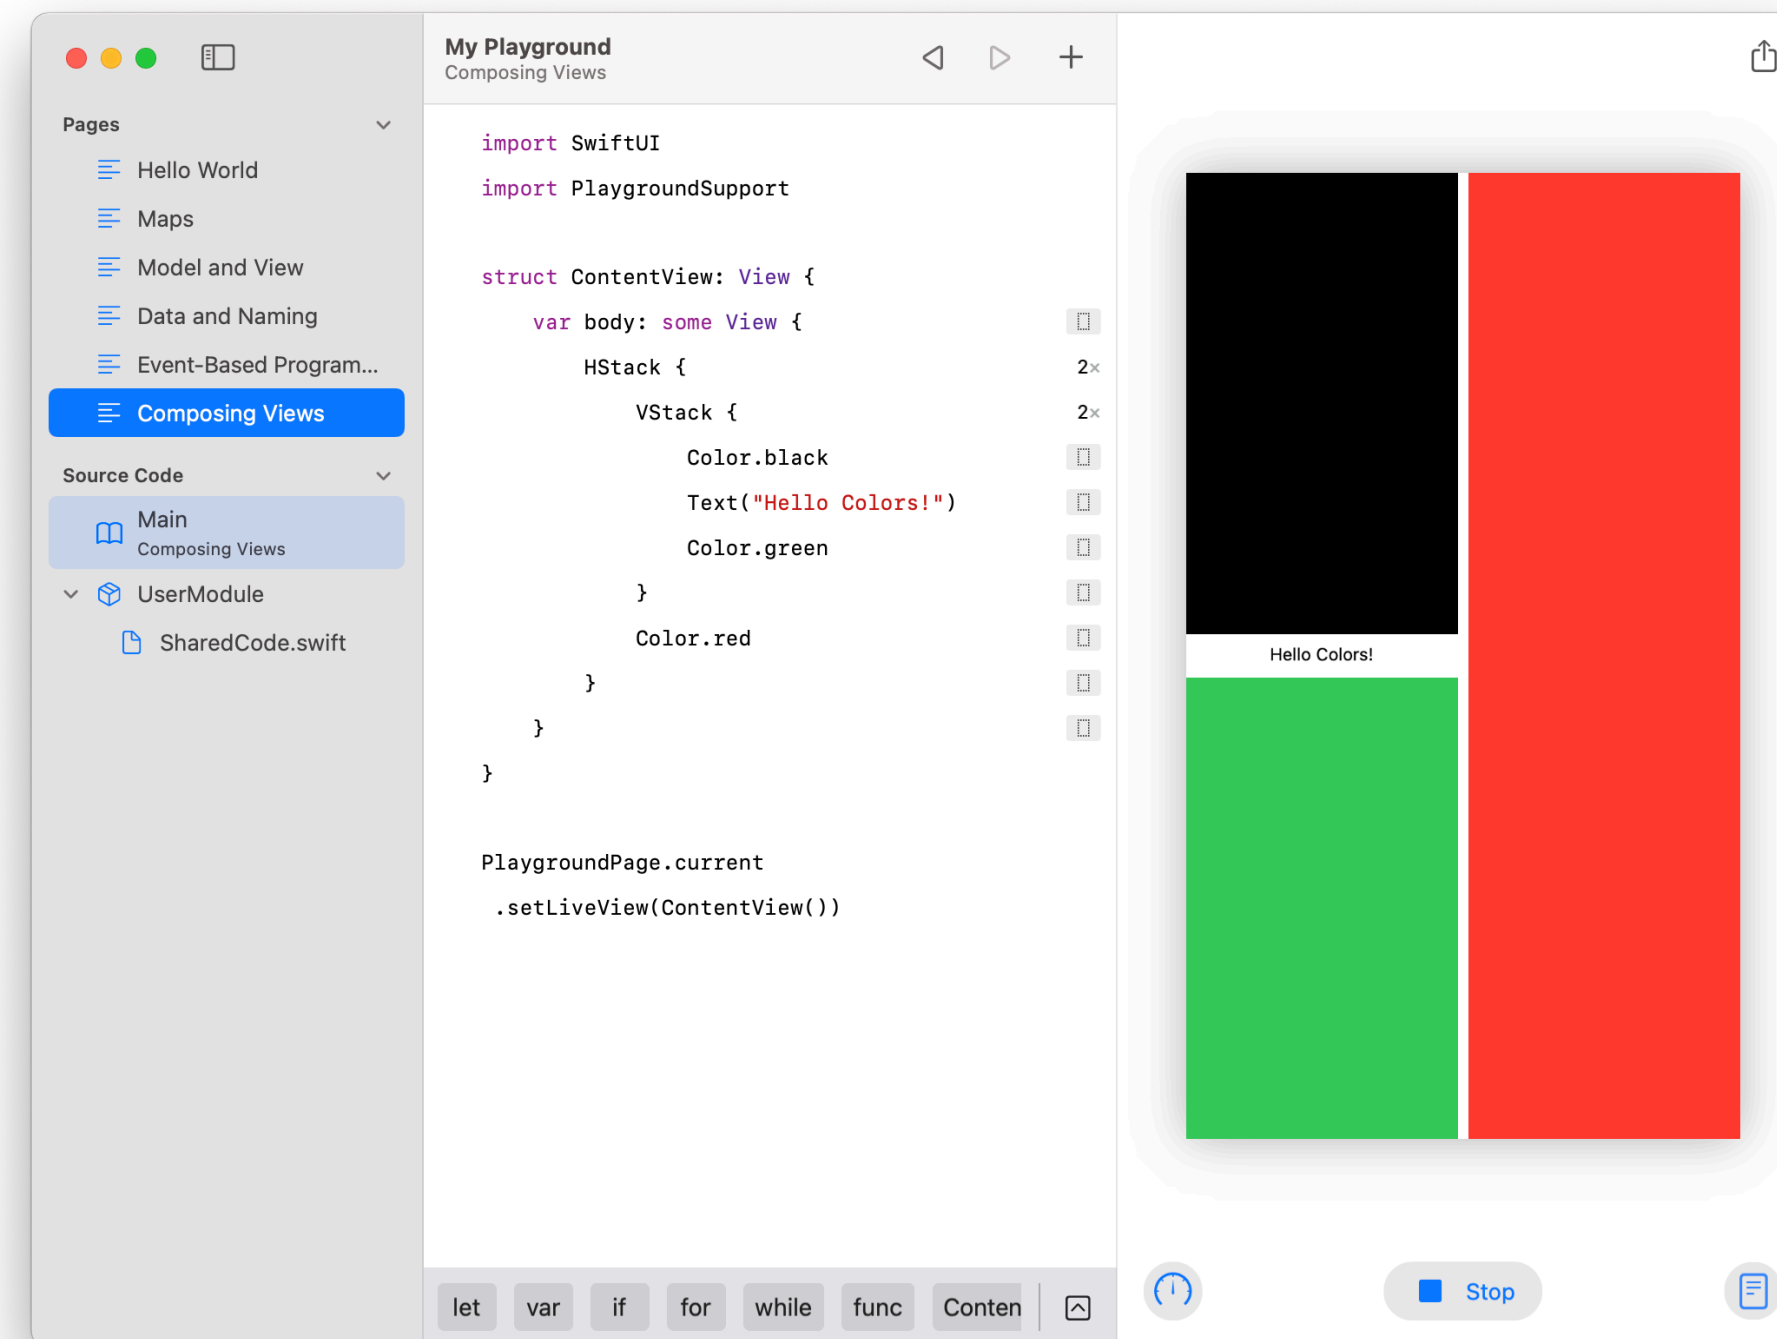 My Playground
Composing Views
Pages
Hello World
Maps
Model and View
Data and Naming
Event-Based Program...
Composing Views
Source Code
Main
Composing Views
UserModule
SharedCode.swift
import SwiftUI
import PlaygroundSupport
struct ContentView: View {
var body: some View {
HStack {
2×
VStack {
2×
Color.black
Text("Hello Colors!")
Color.green
}
Color.red
}
}
}
PlaygroundPage.current
.setLiveView(ContentView())
let var if for while func Conten
Hello Colors!
Stop